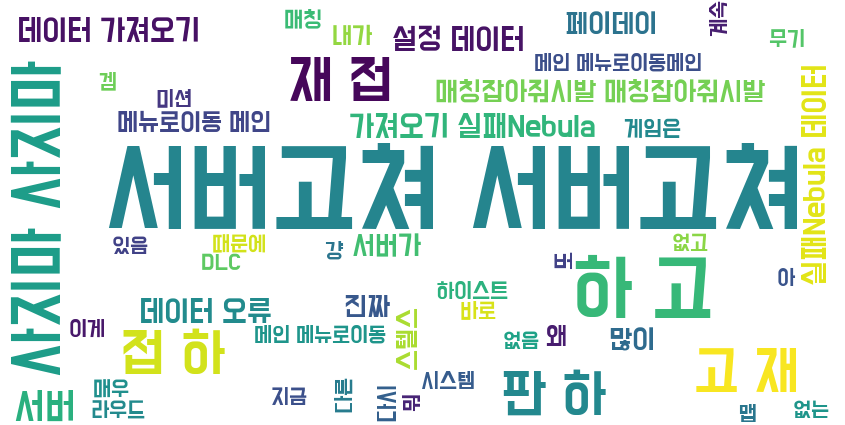 데이터 가져오기
매칭
내가
설정 데이터
페이데이
계속
무기
겜
미션
재 접
메인 메뉴로이동메인
매칭잡아줘시발 매칭잡아줘시발
메뉴로이동 메인
가져오기 실패Nebula
게임은
서버고쳐 서버고쳐
실패Nebula 데이터
있음
때문에
DLC
걍
서버가
없고
버
하 고
아
하이스트
바로
데이터 오류
진짜
이게
접 하
메인 메뉴로이동
스텔스
없음
왜
많이
고 재
서버
매우
라우드
지금
다른
다시
뭐
시스템
판 하
맵
없는